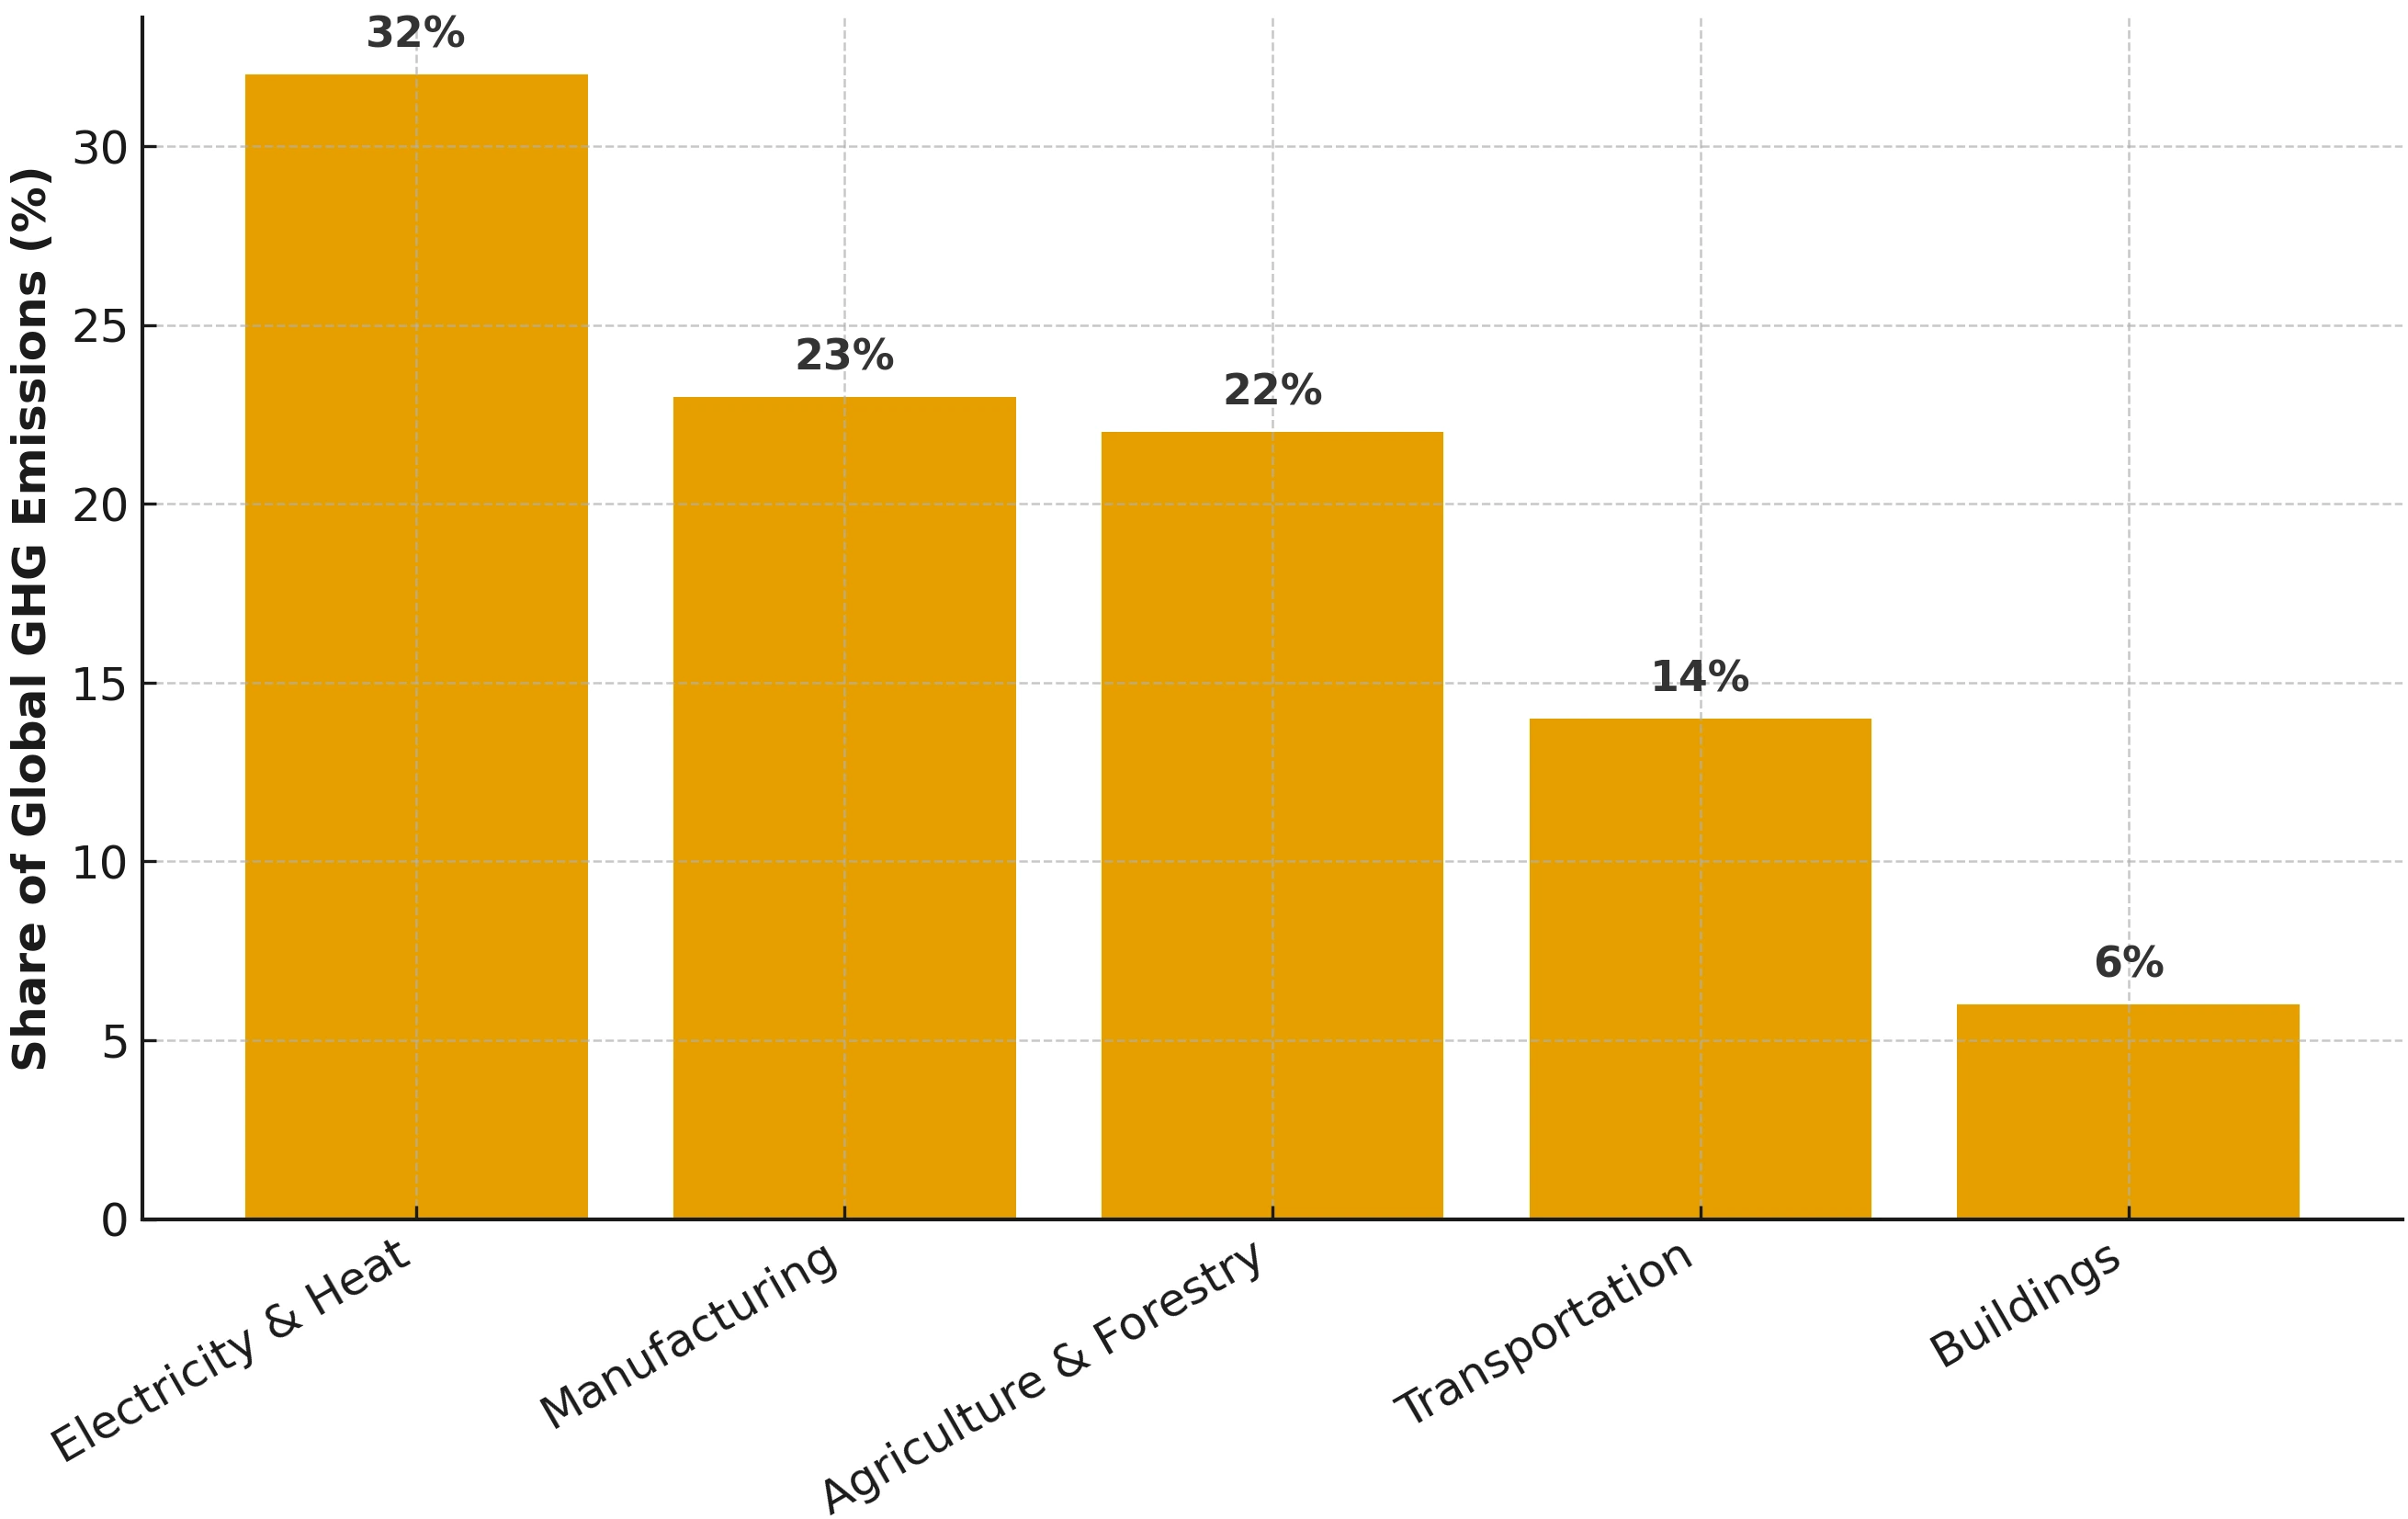 Share of Global GHG Emissions (%)
30
25
20
15
10
5
0
32%
23%
22%
14%
6%
Electricity & Heat
Manufacturing
Agriculture & Forestry
Transportation
Buildings